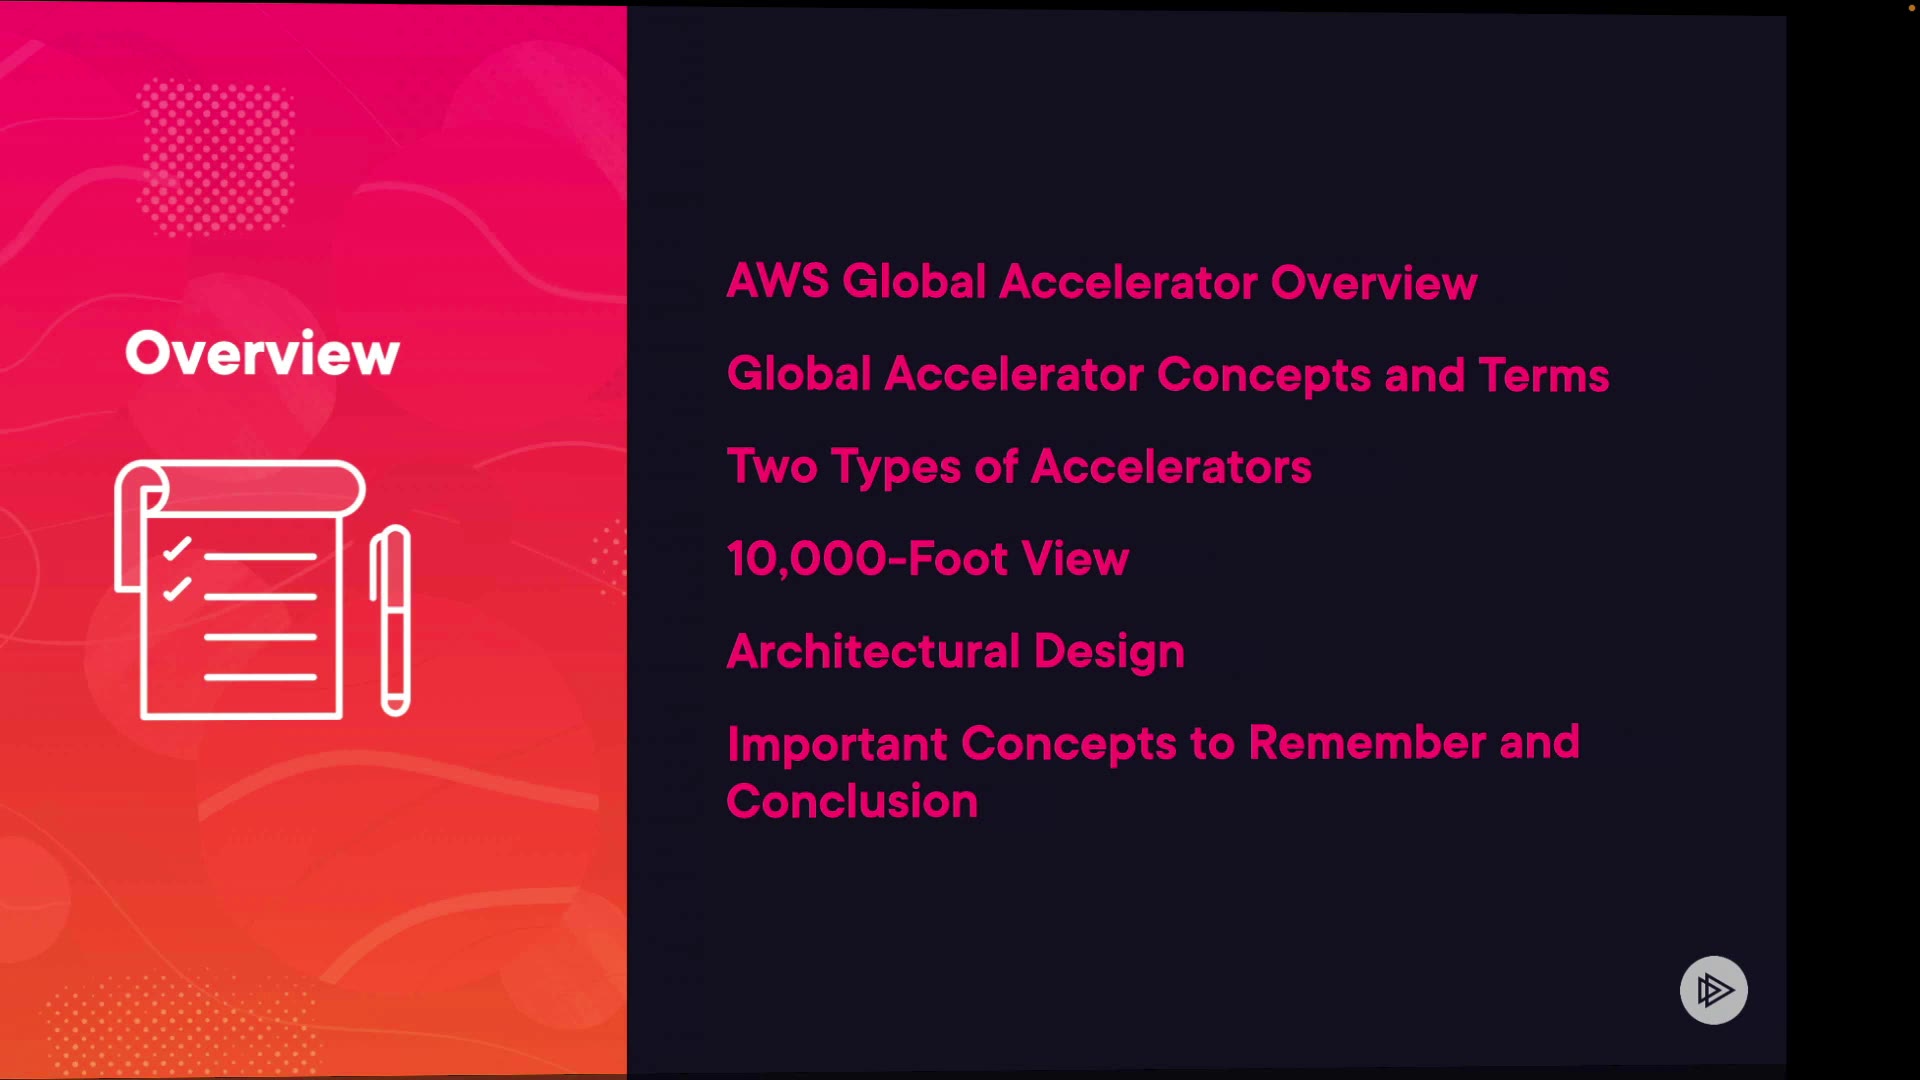 Overview
AWS Global Accelerator Overview
Global Accelerator Concepts and Terms
Two Types of Accelerators
10,000-Foot View
Architectural Design
Important Concepts to Remember and
Conclusion